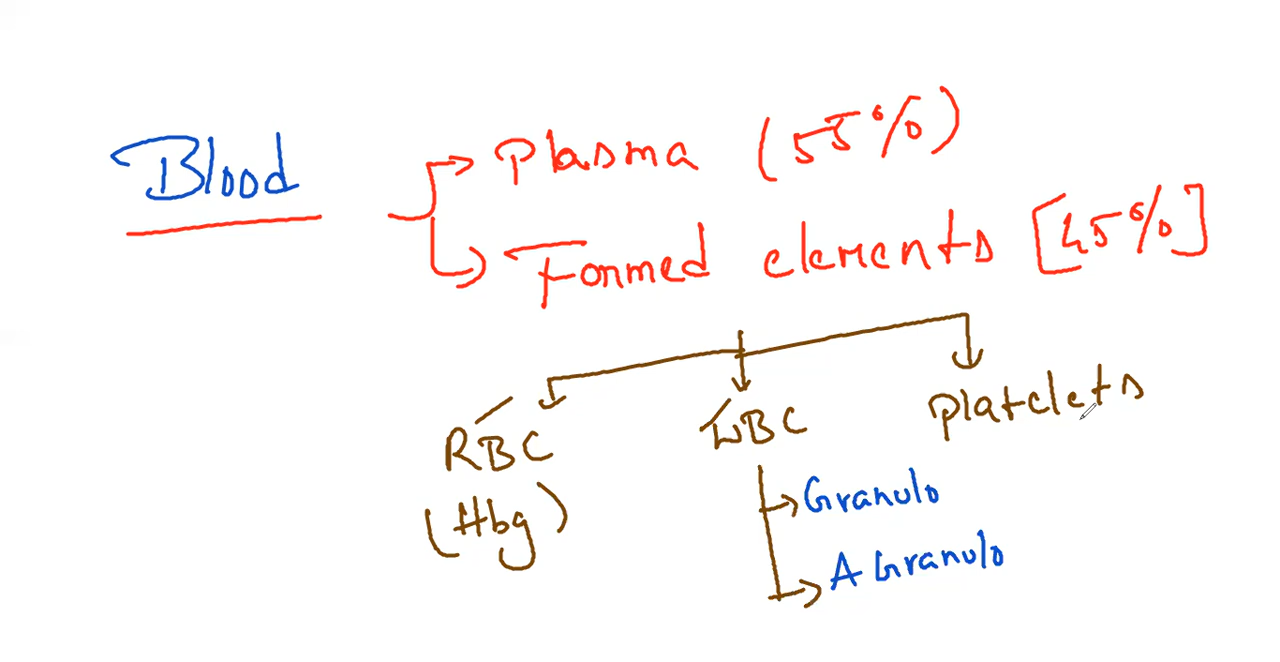 Blood
Plasma (55%)
Formed elements [45%]
RBC WBC Platelets
(Hbg)
Granulo
A Granulo